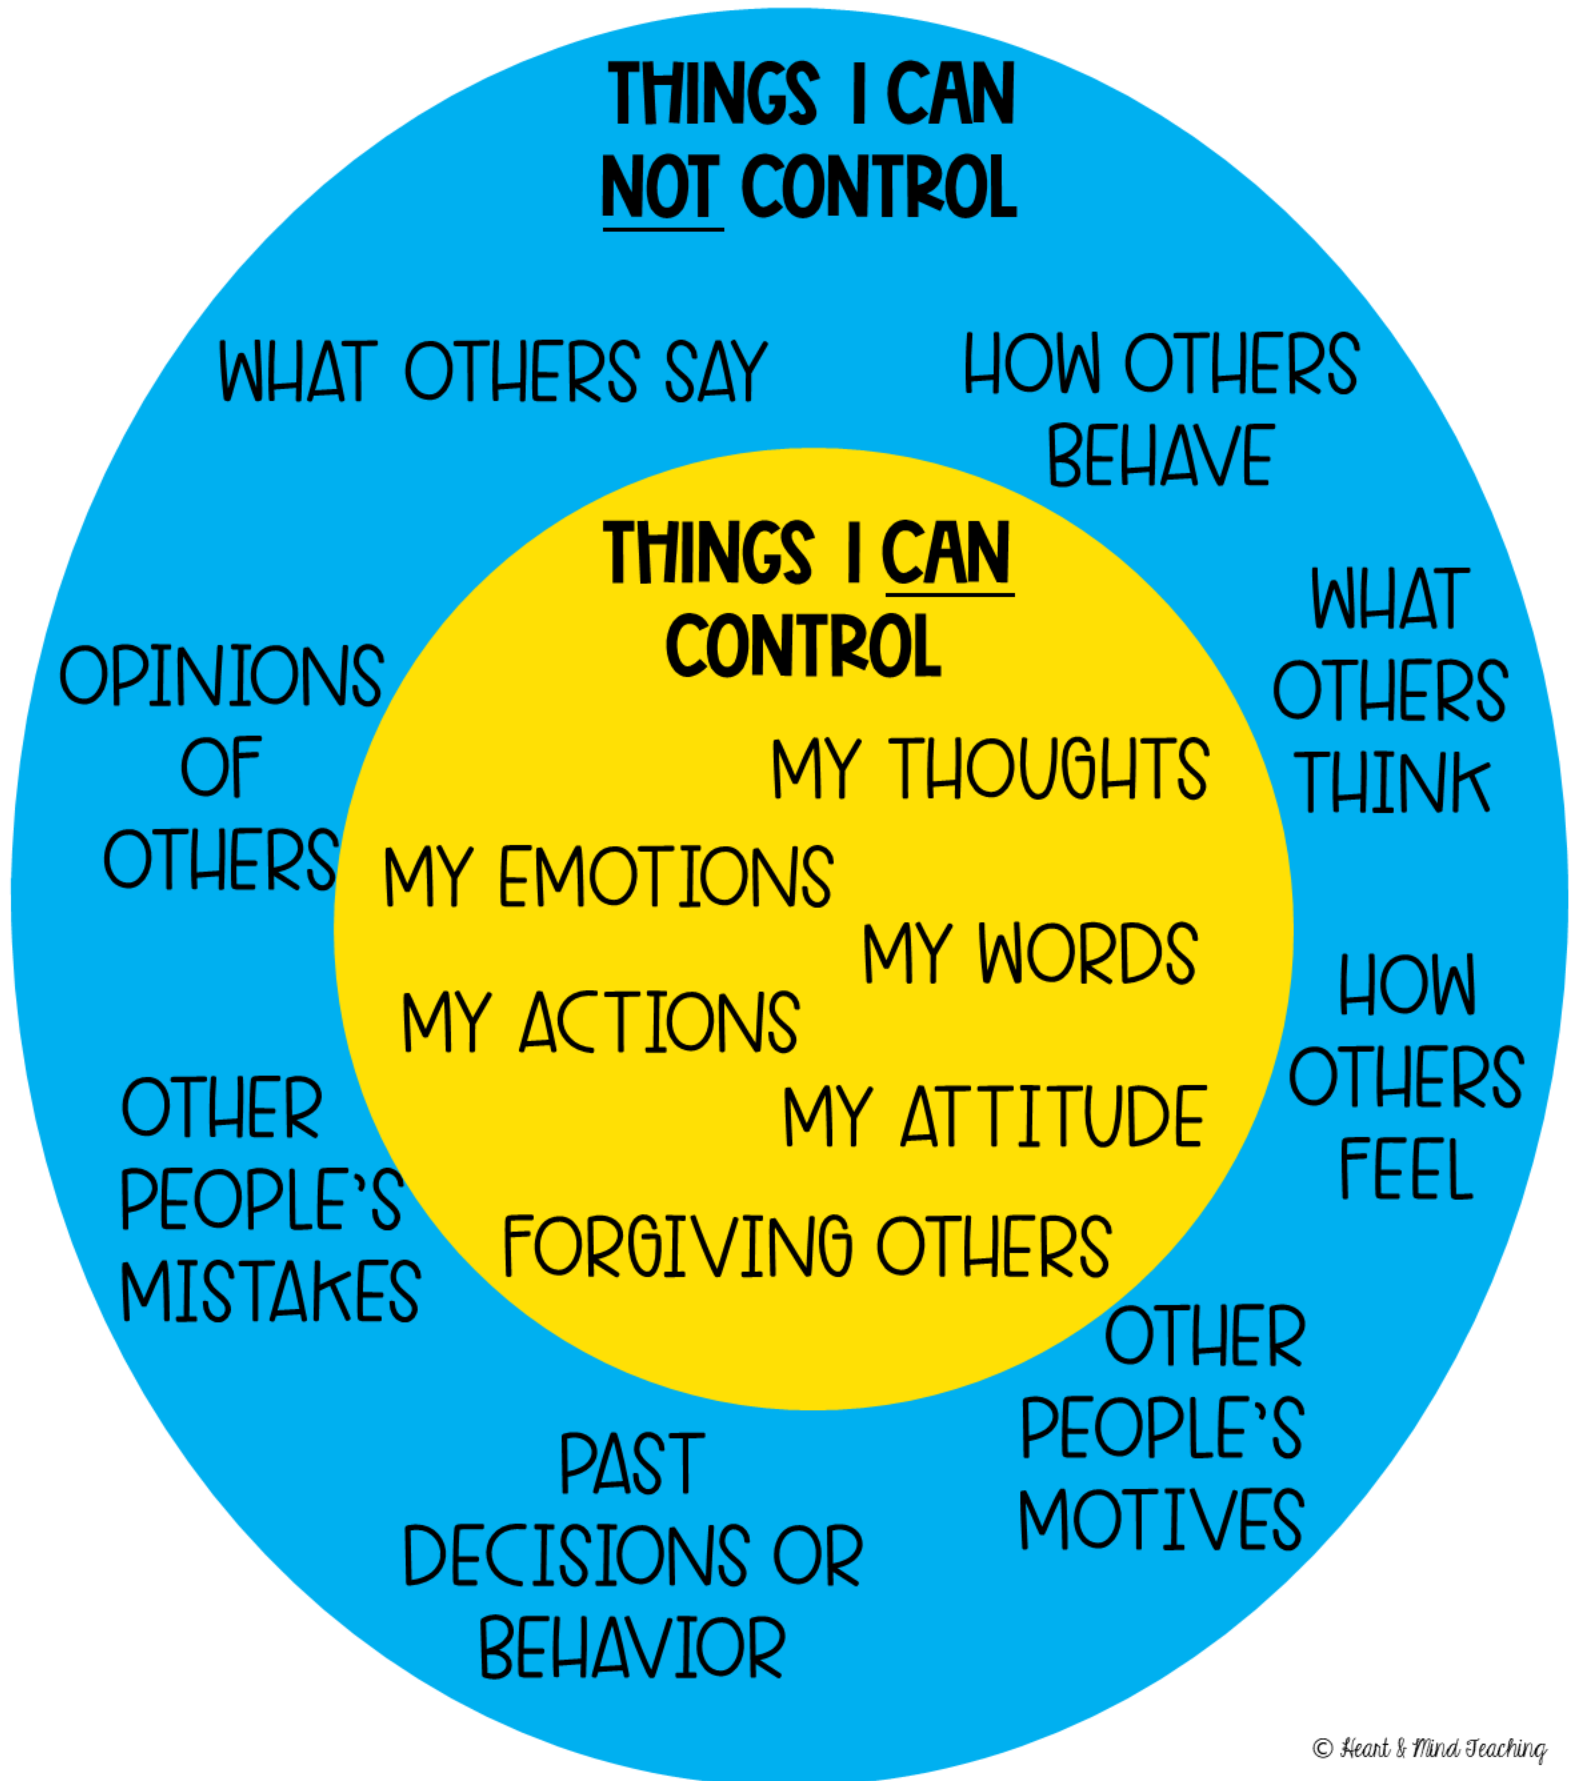 THINGS I CAN
NOT CONTROL
WHAT OTHERS SAY
HOW OTHERS
BEHAVE
THINGS I CAN
CONTROL
WHAT
OTHERS
THINK
OPINIONS
OF
OTHERS
MY THOUGHTS
MY EMOTIONS
MY WORDS
MY ACTIONS
MY ATTITUDE
FORGIVING OTHERS
HOW
OTHERS
FEEL
OTHER
PEOPLE'S
MISTAKES
OTHER
PEOPLE'S
MOTIVES
PAST
DECISIONS OR
BEHAVIOR
© Heart & Mind Teaching